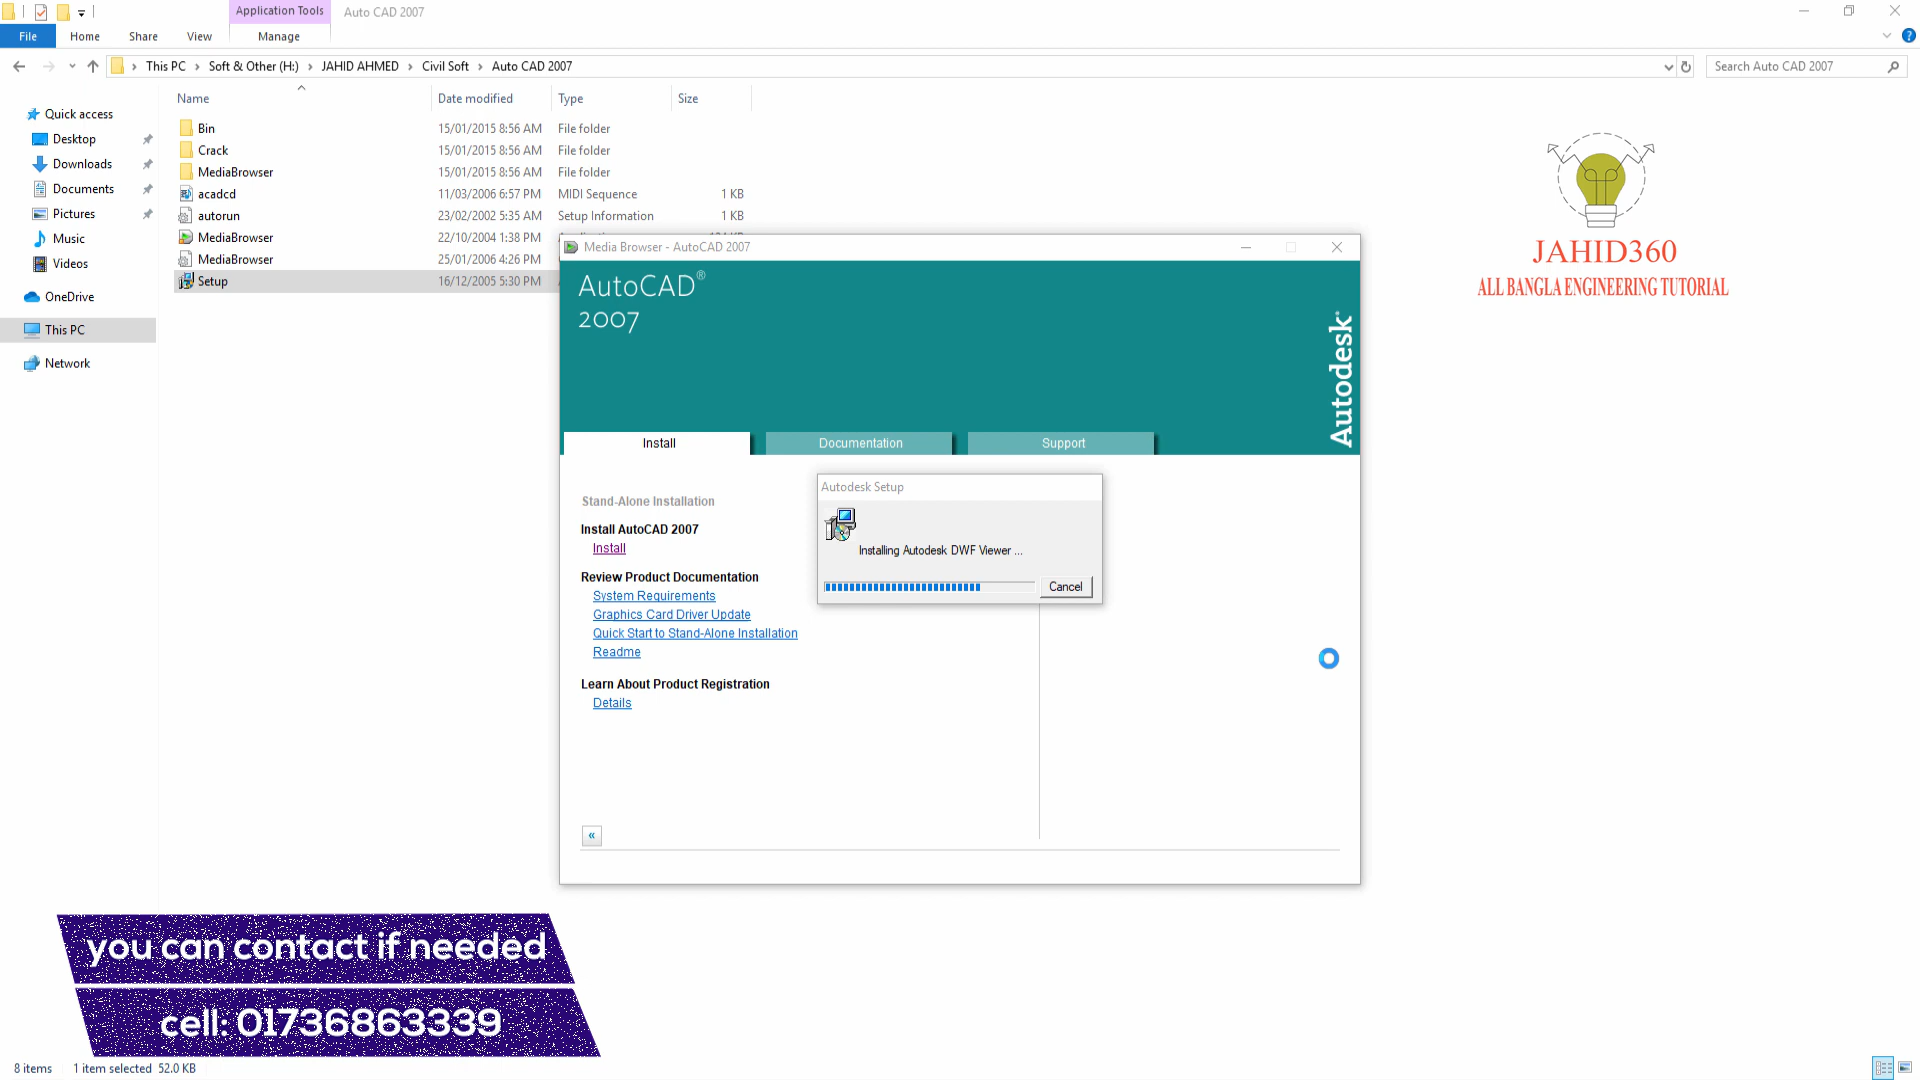 Application Tools
Auto CAD 2007
File
Home
Share
View
Manage
This PC
Soft & Other (H:)
JAHID AHMED
Civil Soft
Auto CAD 2007
Search Auto CAD 2007
Name
Date modified
Type
Size
Quick access
Desktop
Downloads
Documents
Pictures
Music
Videos
OneDrive
This PC
Network
Bin 15/01/2015 8:56 AM File folder
Crack 15/01/2015 8:56 AM File folder
MediaBrowser 15/01/2015 8:56 AM File folder
acadcd 11/03/2006 6:57 PM MIDI Sequence 1 KB
autorun 23/02/2002 5:35 AM Setup Information 1 KB
MediaBrowser 22/10/2004 1:38 PM
MediaBrowser 25/01/2006 4:26 PM
Setup 16/12/2005 5:30 PM
JAHID360
ALL BANGLA ENGINEERING TUTORIAL
Media Browser - AutoCAD 2007
AutoCAD®
2007
Autodesk®
Install
Documentation
Support
Stand-Alone Installation
Install AutoCAD 2007
Install
Review Product Documentation
System Requirements
Graphics Card Driver Update
Quick Start to Stand-Alone Installation
Readme
Learn About Product Registration
Details
«
Autodesk Setup
Installing Autodesk DWF Viewer ...
Cancel
you can contact if needed
cell: 01736863339
8 items
1 item selected 52.0 KB